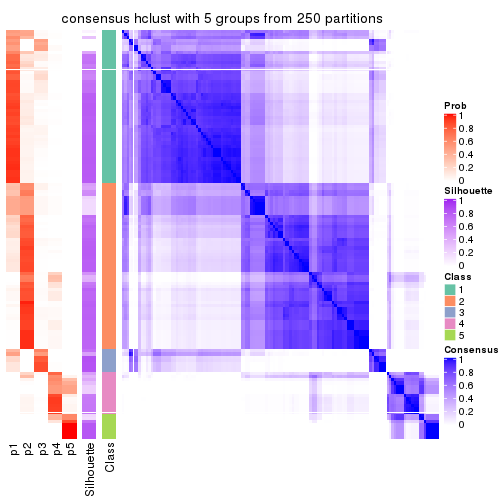 consensus hclust with 5 groups from 250 partitions
Prob
1
0.8
0.6
0.4
0.2
0
Silhouette
1
0.8
0.6
0.4
0.2
0
Class
1
2
3
4
5
Consensus
1
0.8
0.6
0.4
0.2
0
p1
p2
p3
p4
p5
Silhouette
Class